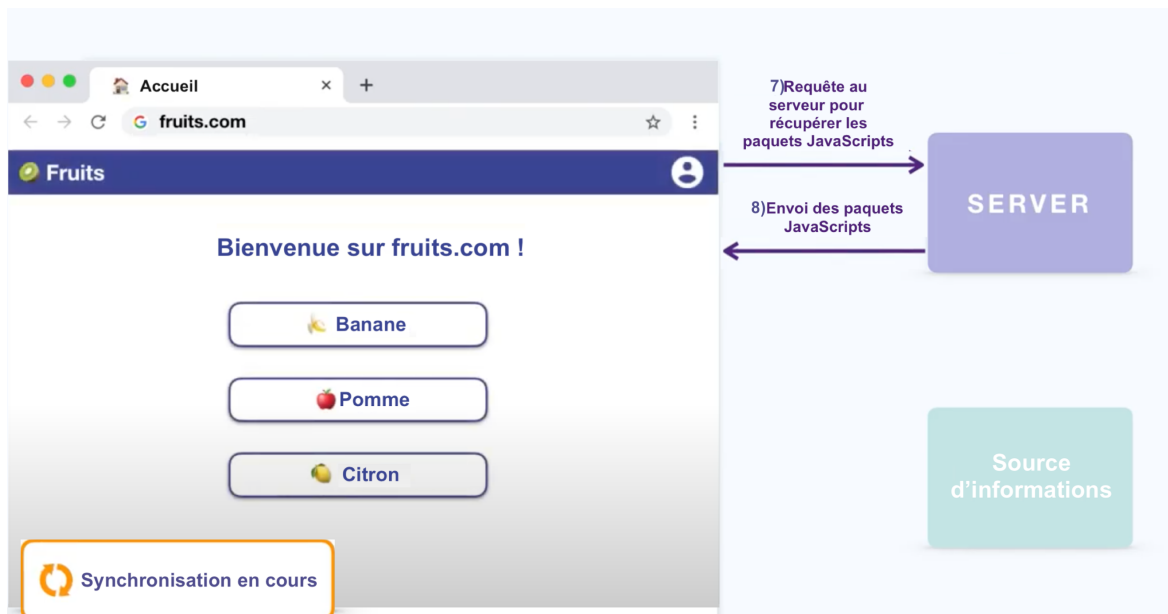 Accueil
fruits.com
Fruits
Bienvenue sur fruits.com !
Banane
Pomme
Citron
Synchronisation en cours
7)Requête au
serveur pour
récupérer les
paquets JavaScripts
8)Envoi des paquets
JavaScripts
SERVER
Source
d'informations